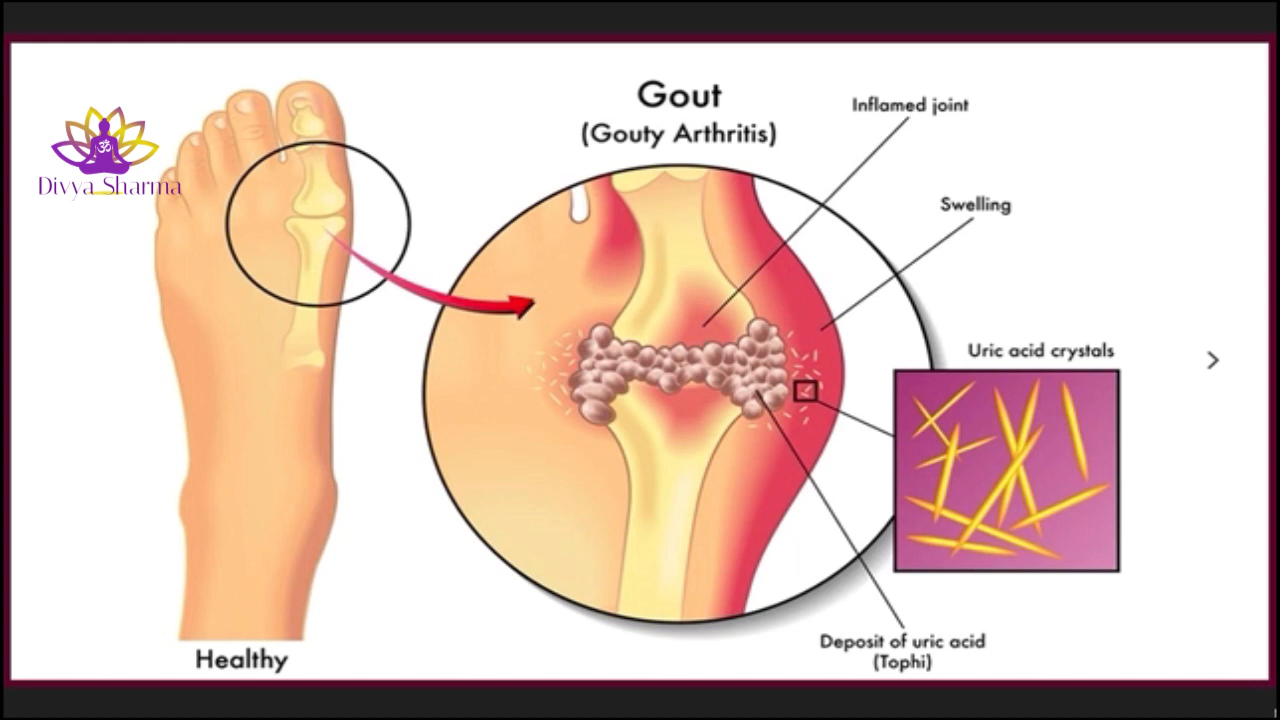 Divya Sharma
ॐ
Gout
(Gouty Arthritis)
Inflamed joint
Swelling
Uric acid crystals
Deposit of uric acid
(Tophi)
Healthy